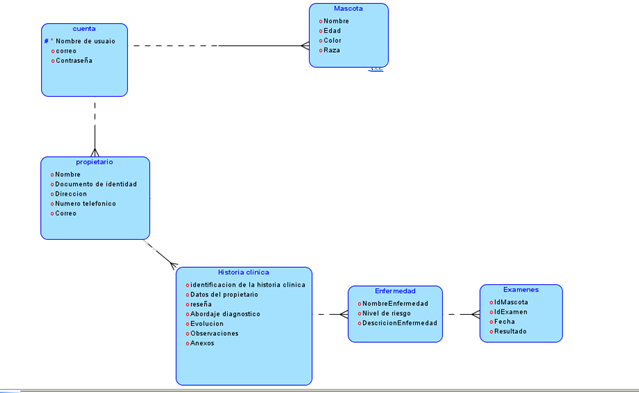 Mascota
Nombre
Edad
Color
Raza
cuenta
# * Nombre de usuaio
o correo
o Contraseña
propietario
o Nombre
o Documento de identidad
o Direccion
o Numero telefonico
o Correo
Historia clinica
o identificacion de la historia clinica
o Datos del propietario
o reseña
o Abordaje diagnostico
o Evolucion
o Observaciones
o Anexos
Enfermedad
o NombreEnfermedad
o Nivel de riesgo
o DescricionEnfermedad
Examenes
o IdMascota
o IdExamen
o Fecha
o Resultado